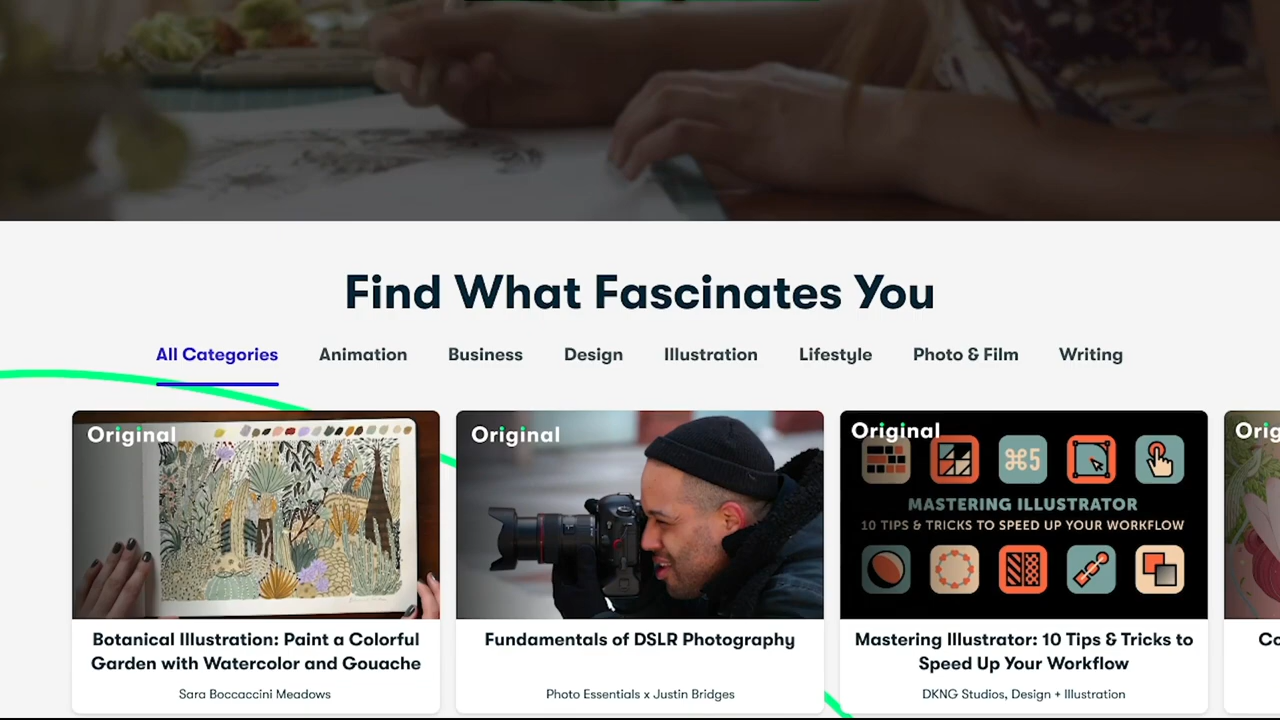 Find What Fascinates You
All Categories Animation Business Design Illustration Lifestyle Photo & Film Writing
Original
Botanical Illustration: Paint a Colorful
Garden with Watercolor and Gouache
Sara Boccaccini Meadows
Original
Fundamentals of DSLR Photography
Photo Essentials x Justin Bridges
Original
⌘5
MASTERING ILLUSTRATOR
10 TIPS & TRICKS TO SPEED UP YOUR WORKFLOW
Mastering Illustrator: 10 Tips & Tricks to
Speed Up Your Workflow
DKNG Studios, Design + Illustration
Orig
Co